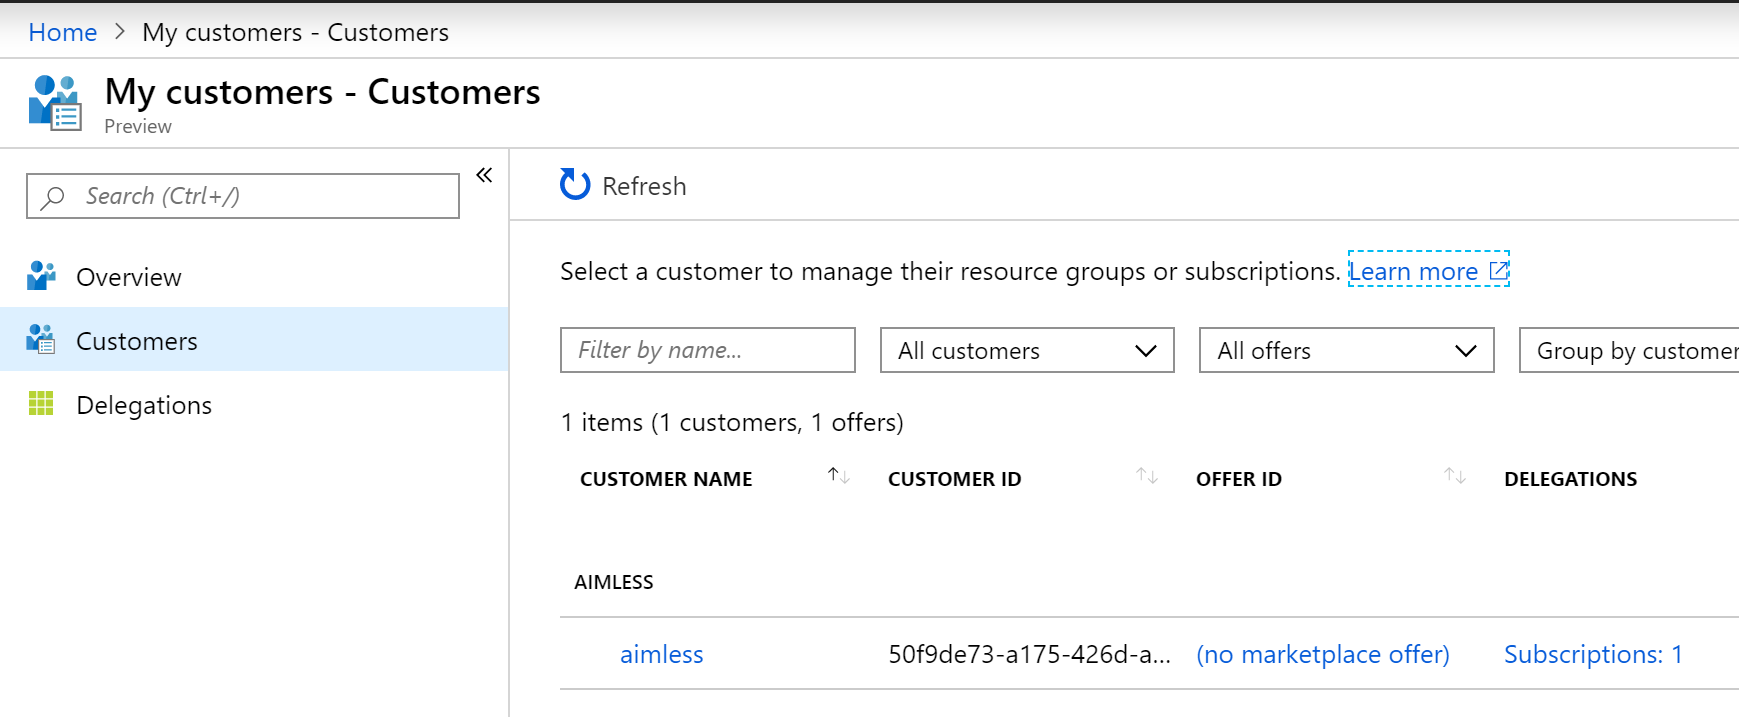 Home > My customers - Customers
My customers - Customers
Preview
Search (Ctrl+/)
«
Overview
Customers
Delegations
Refresh
Select a customer to manage their resource groups or subscriptions. Learn more
Filter by name...
All customers
All offers
Group by customer
1 items (1 customers, 1 offers)
CUSTOMER NAME ↑↓ CUSTOMER ID ↑↓ OFFER ID ↑↓ DELEGATIONS
AIMLESS
aimless 50f9de73-a175-426d-a... (no marketplace offer) Subscriptions: 1